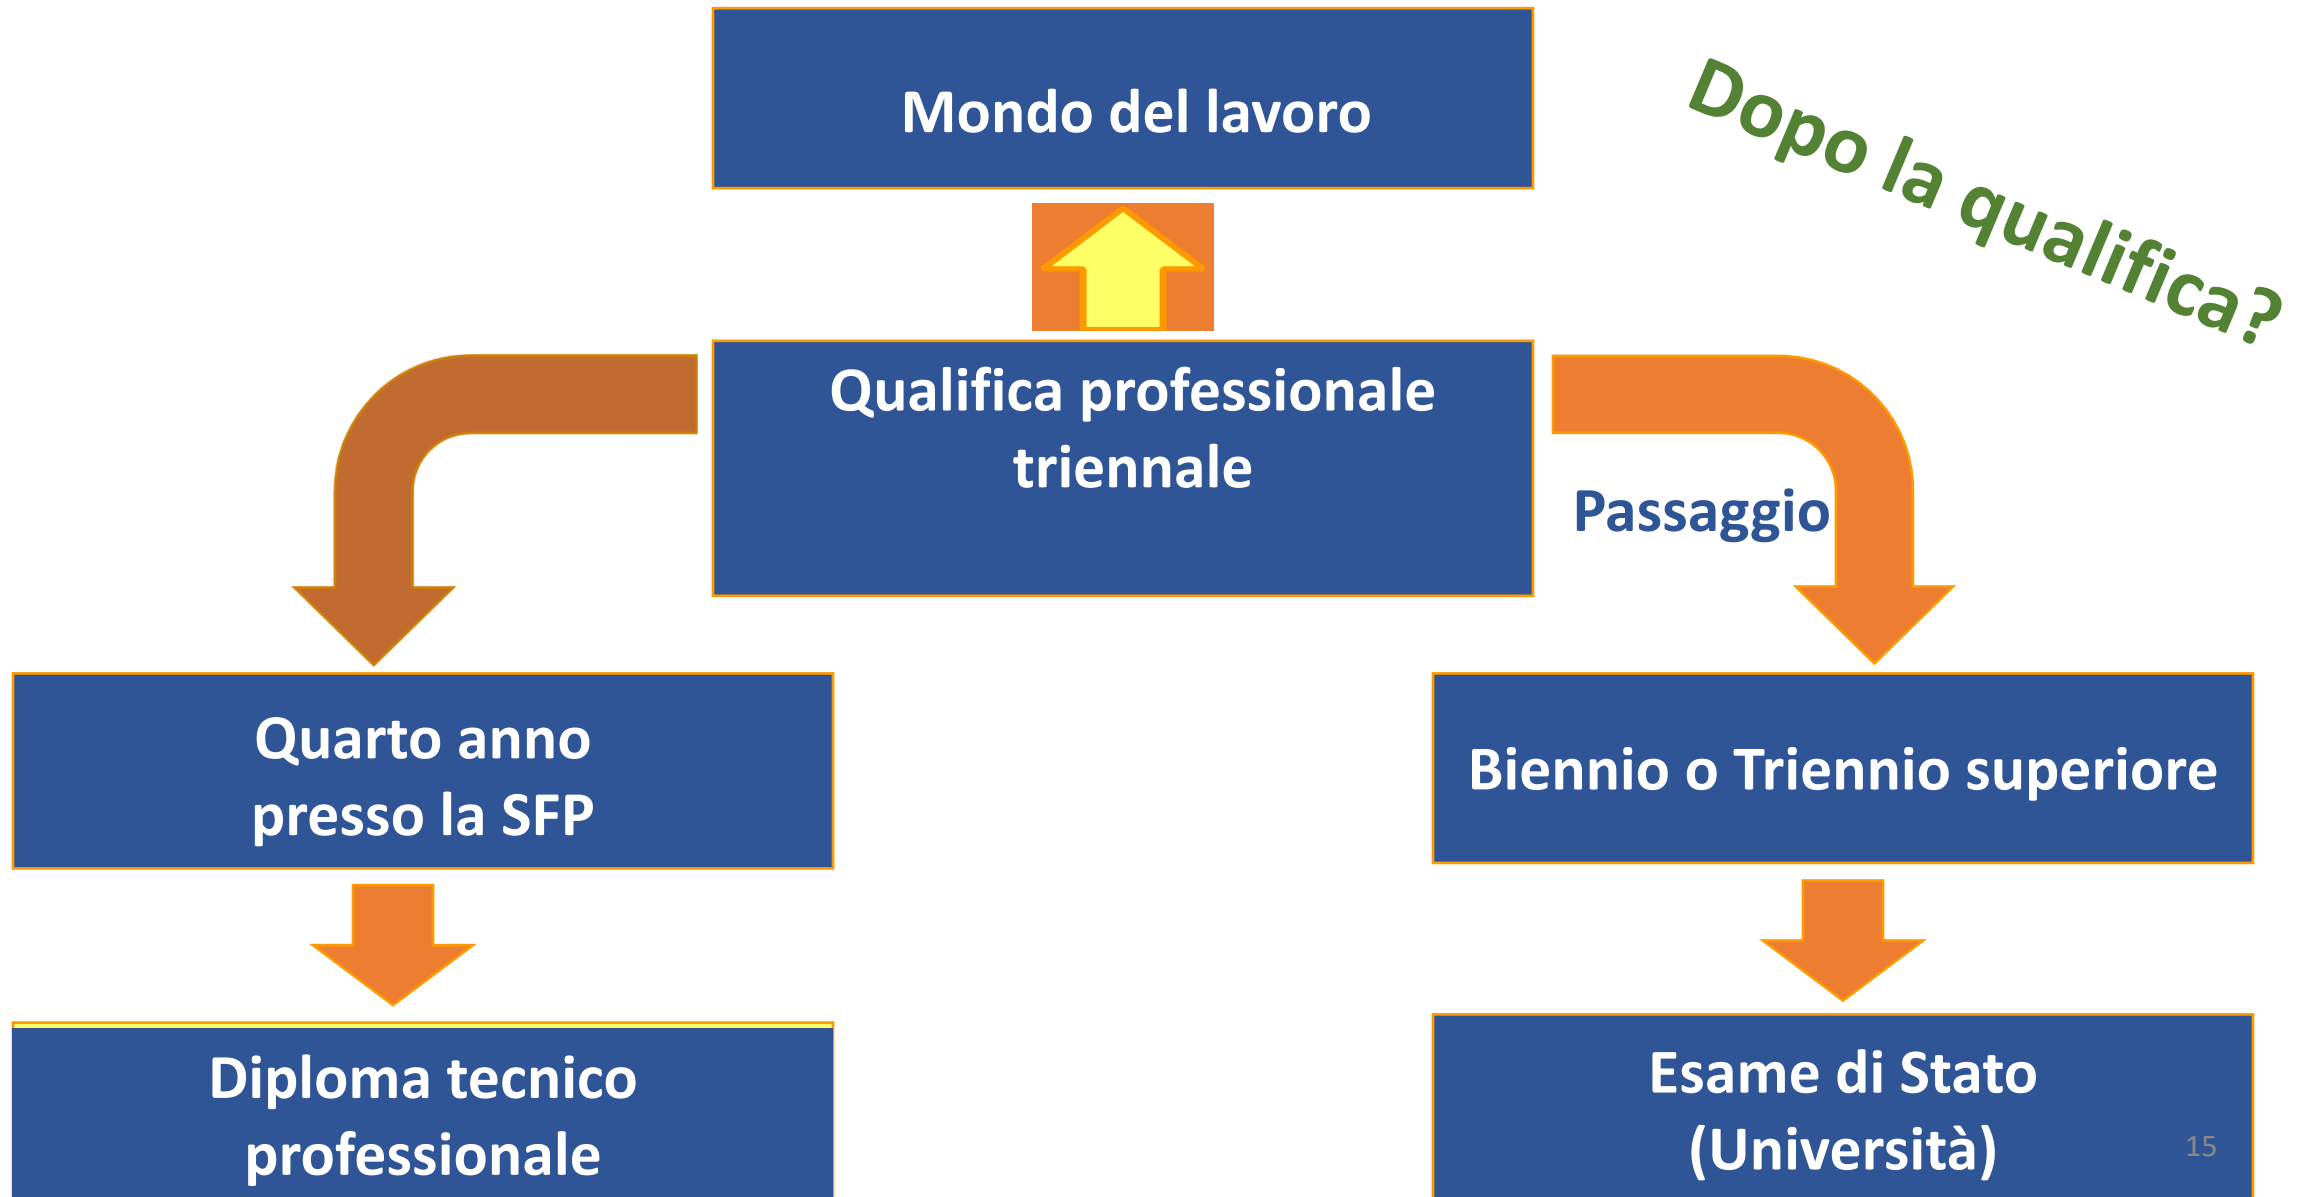 Mondo del lavoro
Dopo la qualifica?
Qualifica professionale
triennale
Passaggio
Quarto anno
presso la SFP
Biennio o Triennio superiore
Diploma tecnico
professionale
Esame di Stato
(Università)
15